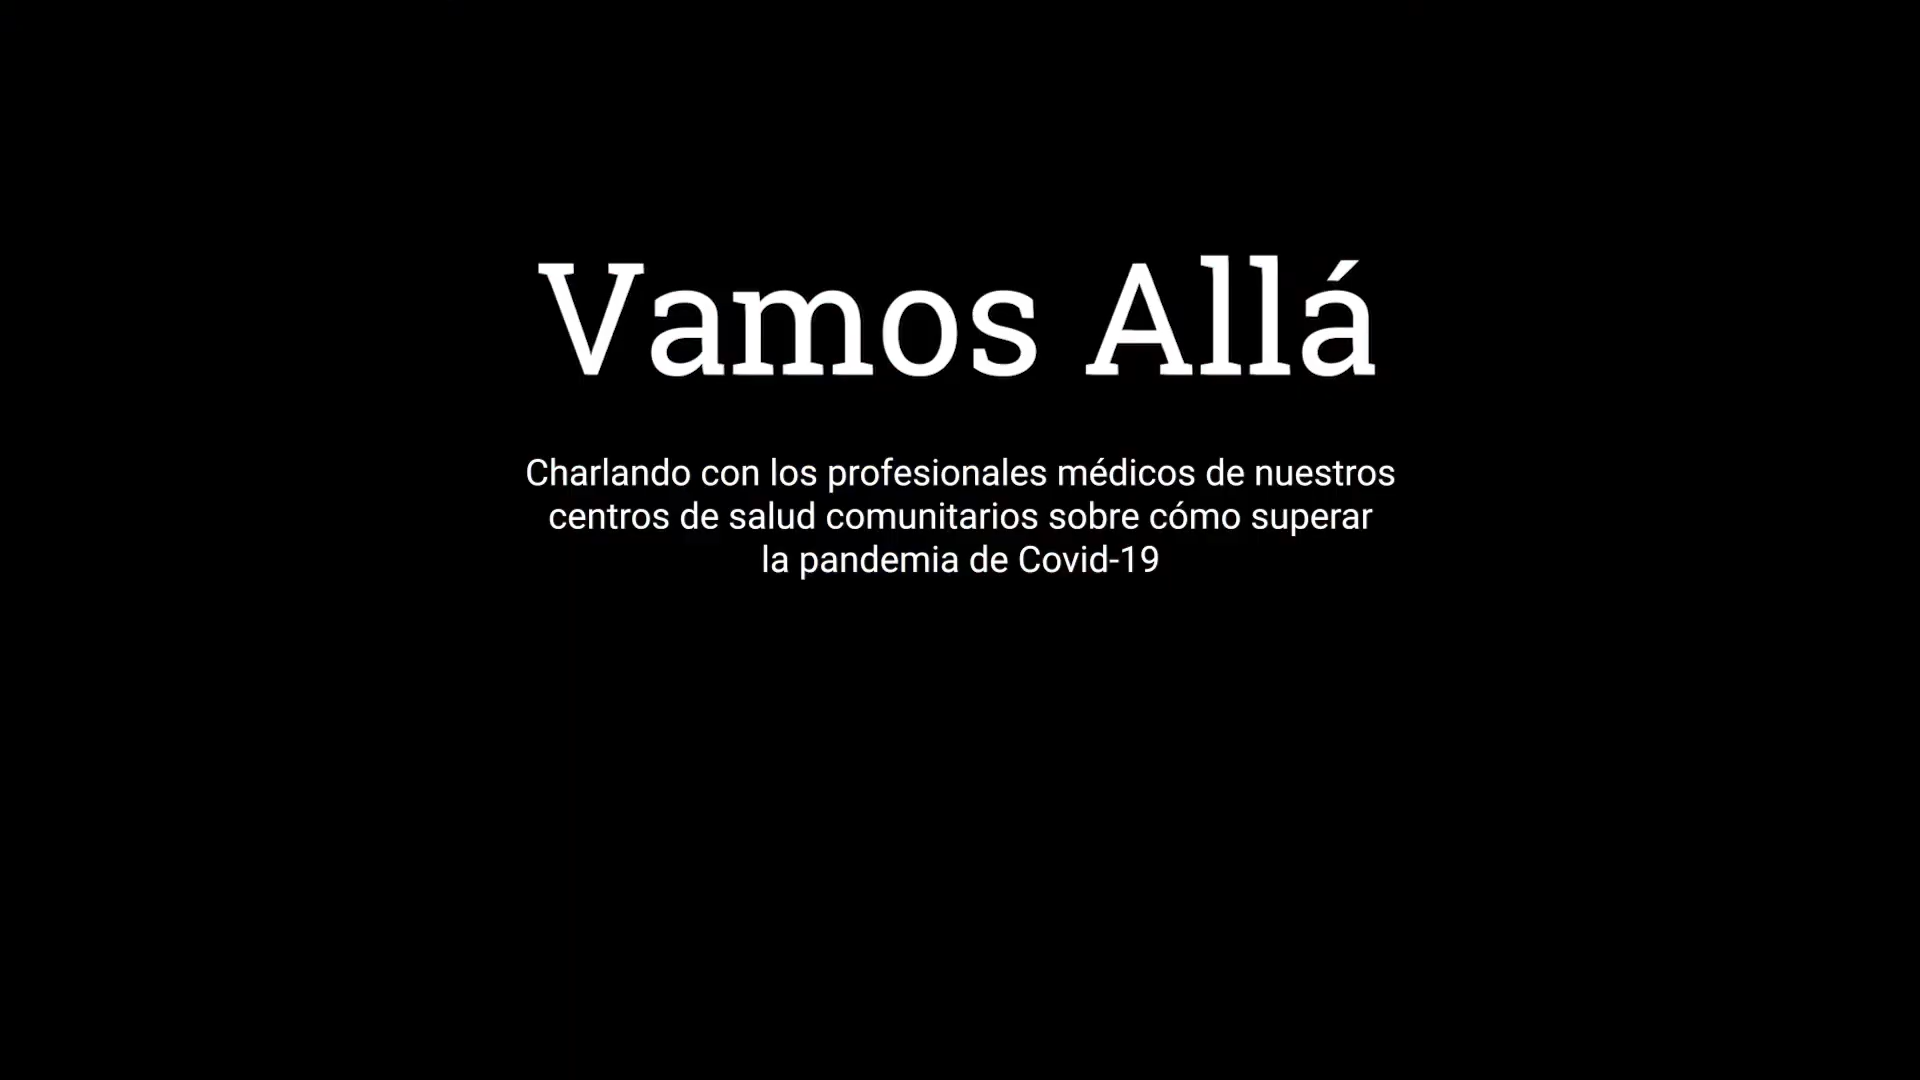 Vamos Allá
Charlando con los profesionales médicos de nuestros
centros de salud comunitarios sobre cómo superar
la pandemia de Covid-19